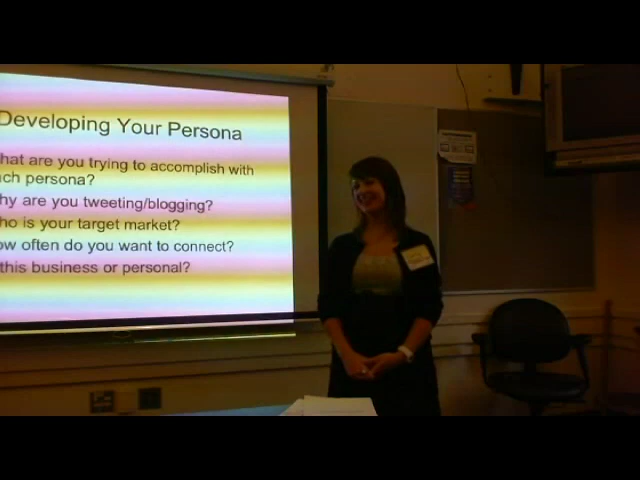 Developing Your Persona
hat are you trying to accomplish with
ach persona?
hy are you tweeting/blogging?
ho is your target market?
ow often do you want to connect?
this business or personal?